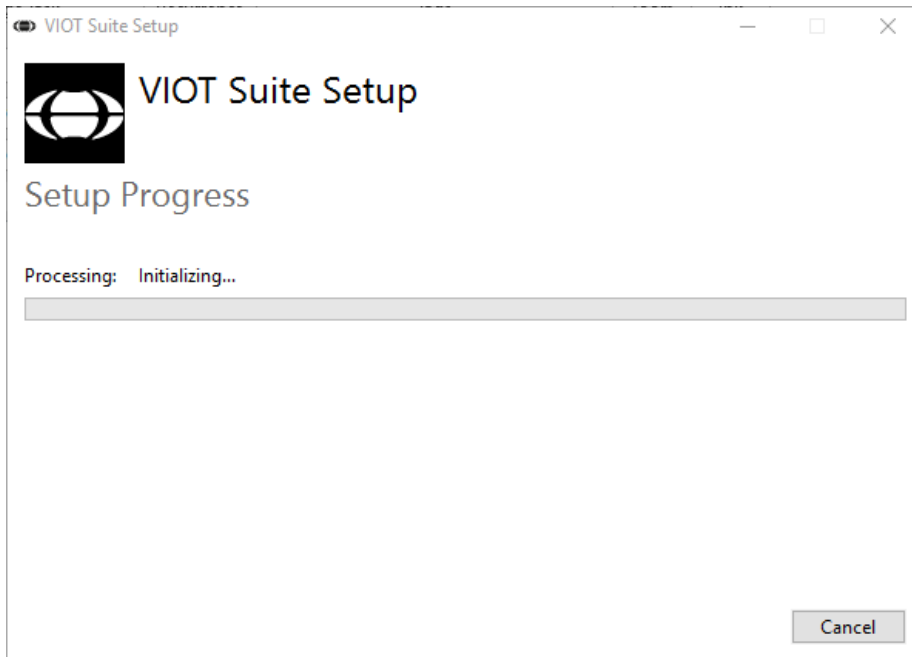 VIOT Suite Setup
VIOT Suite Setup
Setup Progress
Processing: Initializing...
Cancel